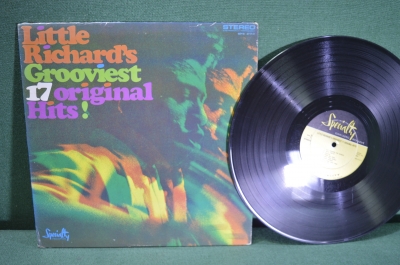 Little
STEREO
Richard's
Grooviest
17 original
Hits!
Specialty
Specialty